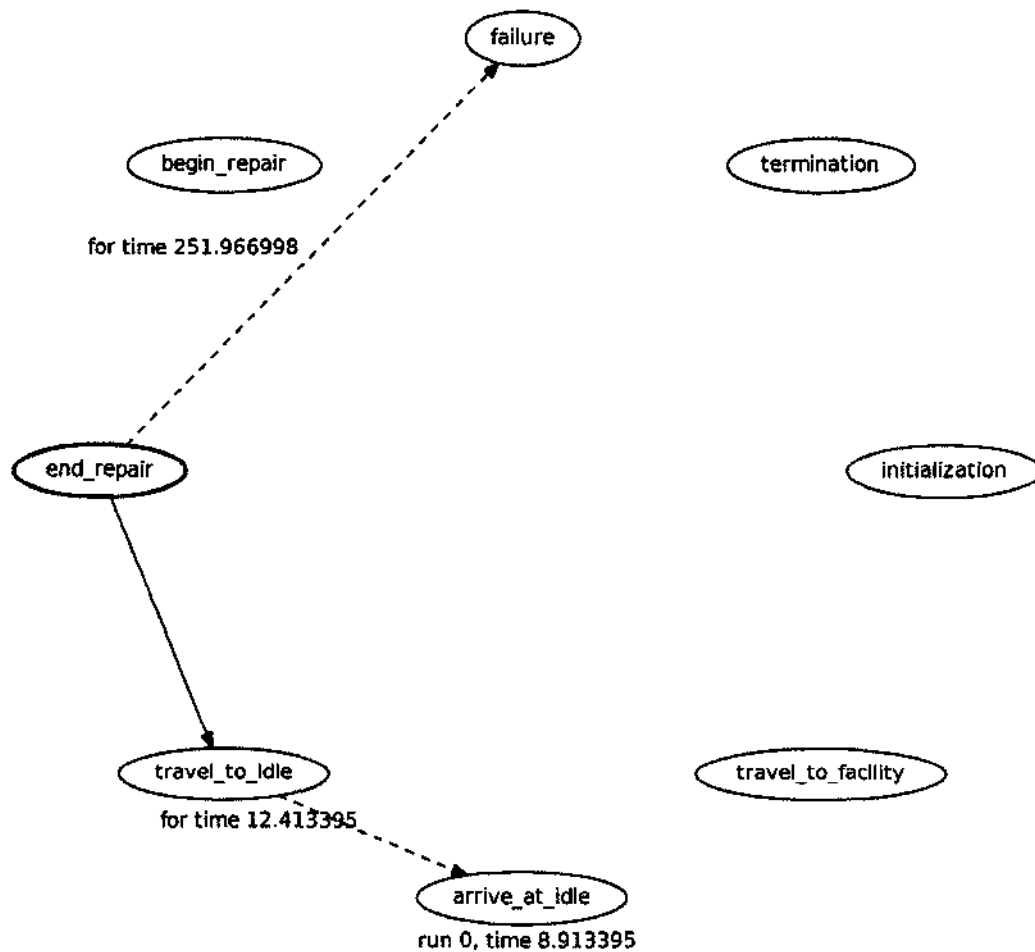 failure
begin_repair
termination
for time 251.966998
end_repair
initialization
travel_to_idle
travel_to_facility
for time 12.413395
arrive_at_idle
run 0, time 8.913395